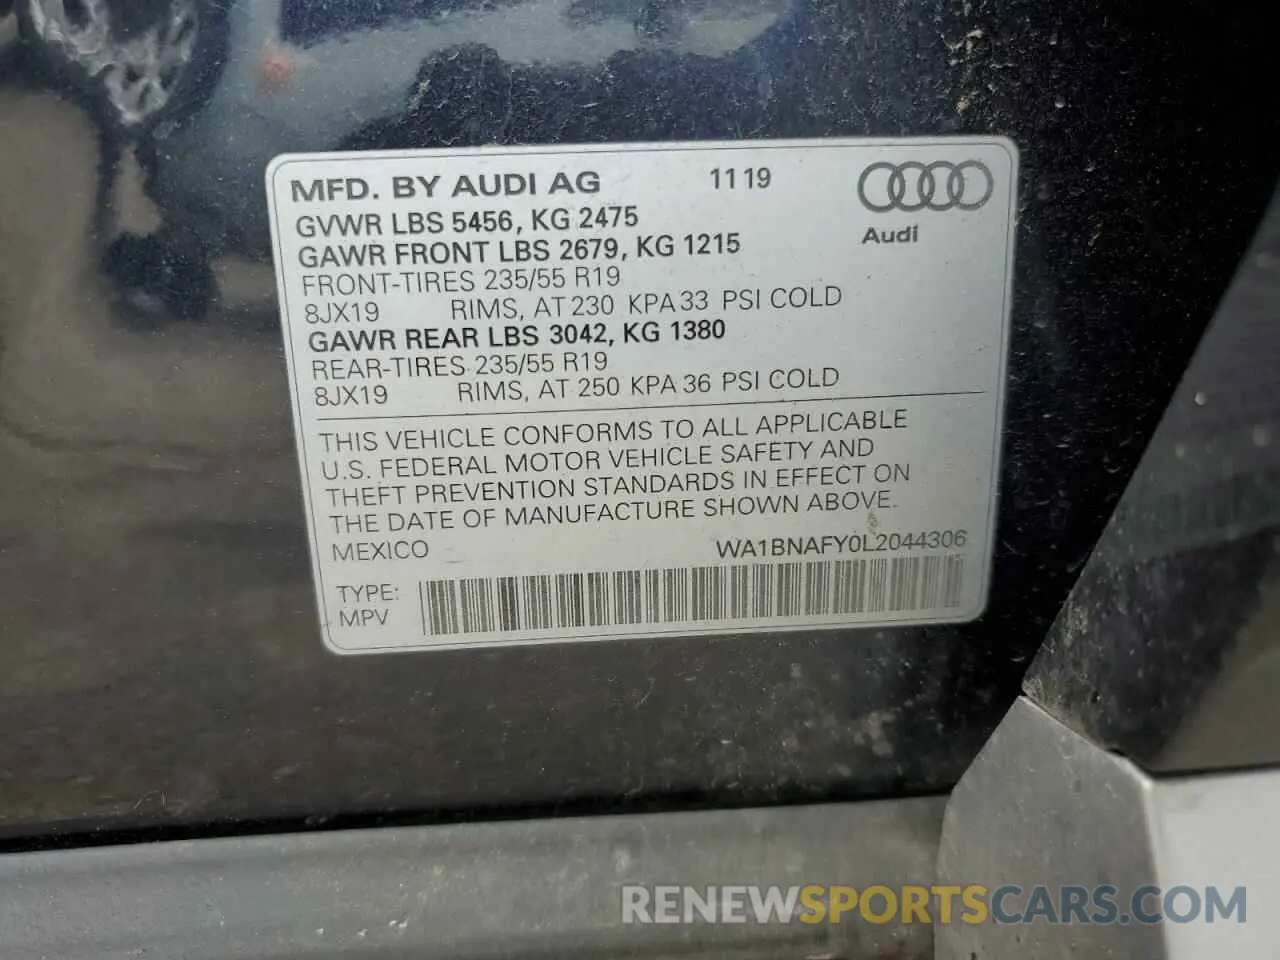 MFD. BY AUDI AG 11 19
GVWR LBS 5456, KG 2475
GAWR FRONT LBS 2679, KG 1215
Audi
FRONT-TIRES 235/55 R19
8JX19 RIMS, AT 230 KPA 33 PSI COLD
GAWR REAR LBS 3042, KG 1380
REAR-TIRES 235/55 R19
8JX19 RIMS, AT 250 KPA 36 PSI COLD
THIS VEHICLE CONFORMS TO ALL APPLICABLE
U.S. FEDERAL MOTOR VEHICLE SAFETY AND
THEFT PREVENTION STANDARDS IN EFFECT ON
THE DATE OF MANUFACTURE SHOWN ABOVE.
MEXICO WA1BNAFY0L2044306
TYPE:
MPV
RENEWSPORTSCARS.COM